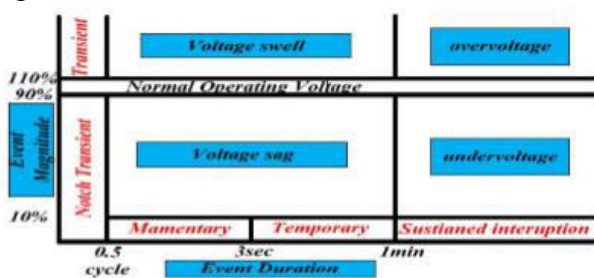 Transient
Voltage swell
overvoltage
110%
Normal Operating Voltage
90%
Event Magnitude
Notch Transient
Voltage sag
undervoltage
10%
Mamentary
Temporary
Sustianed interuption
0.5
3sec
1min
cycle
Event Duration